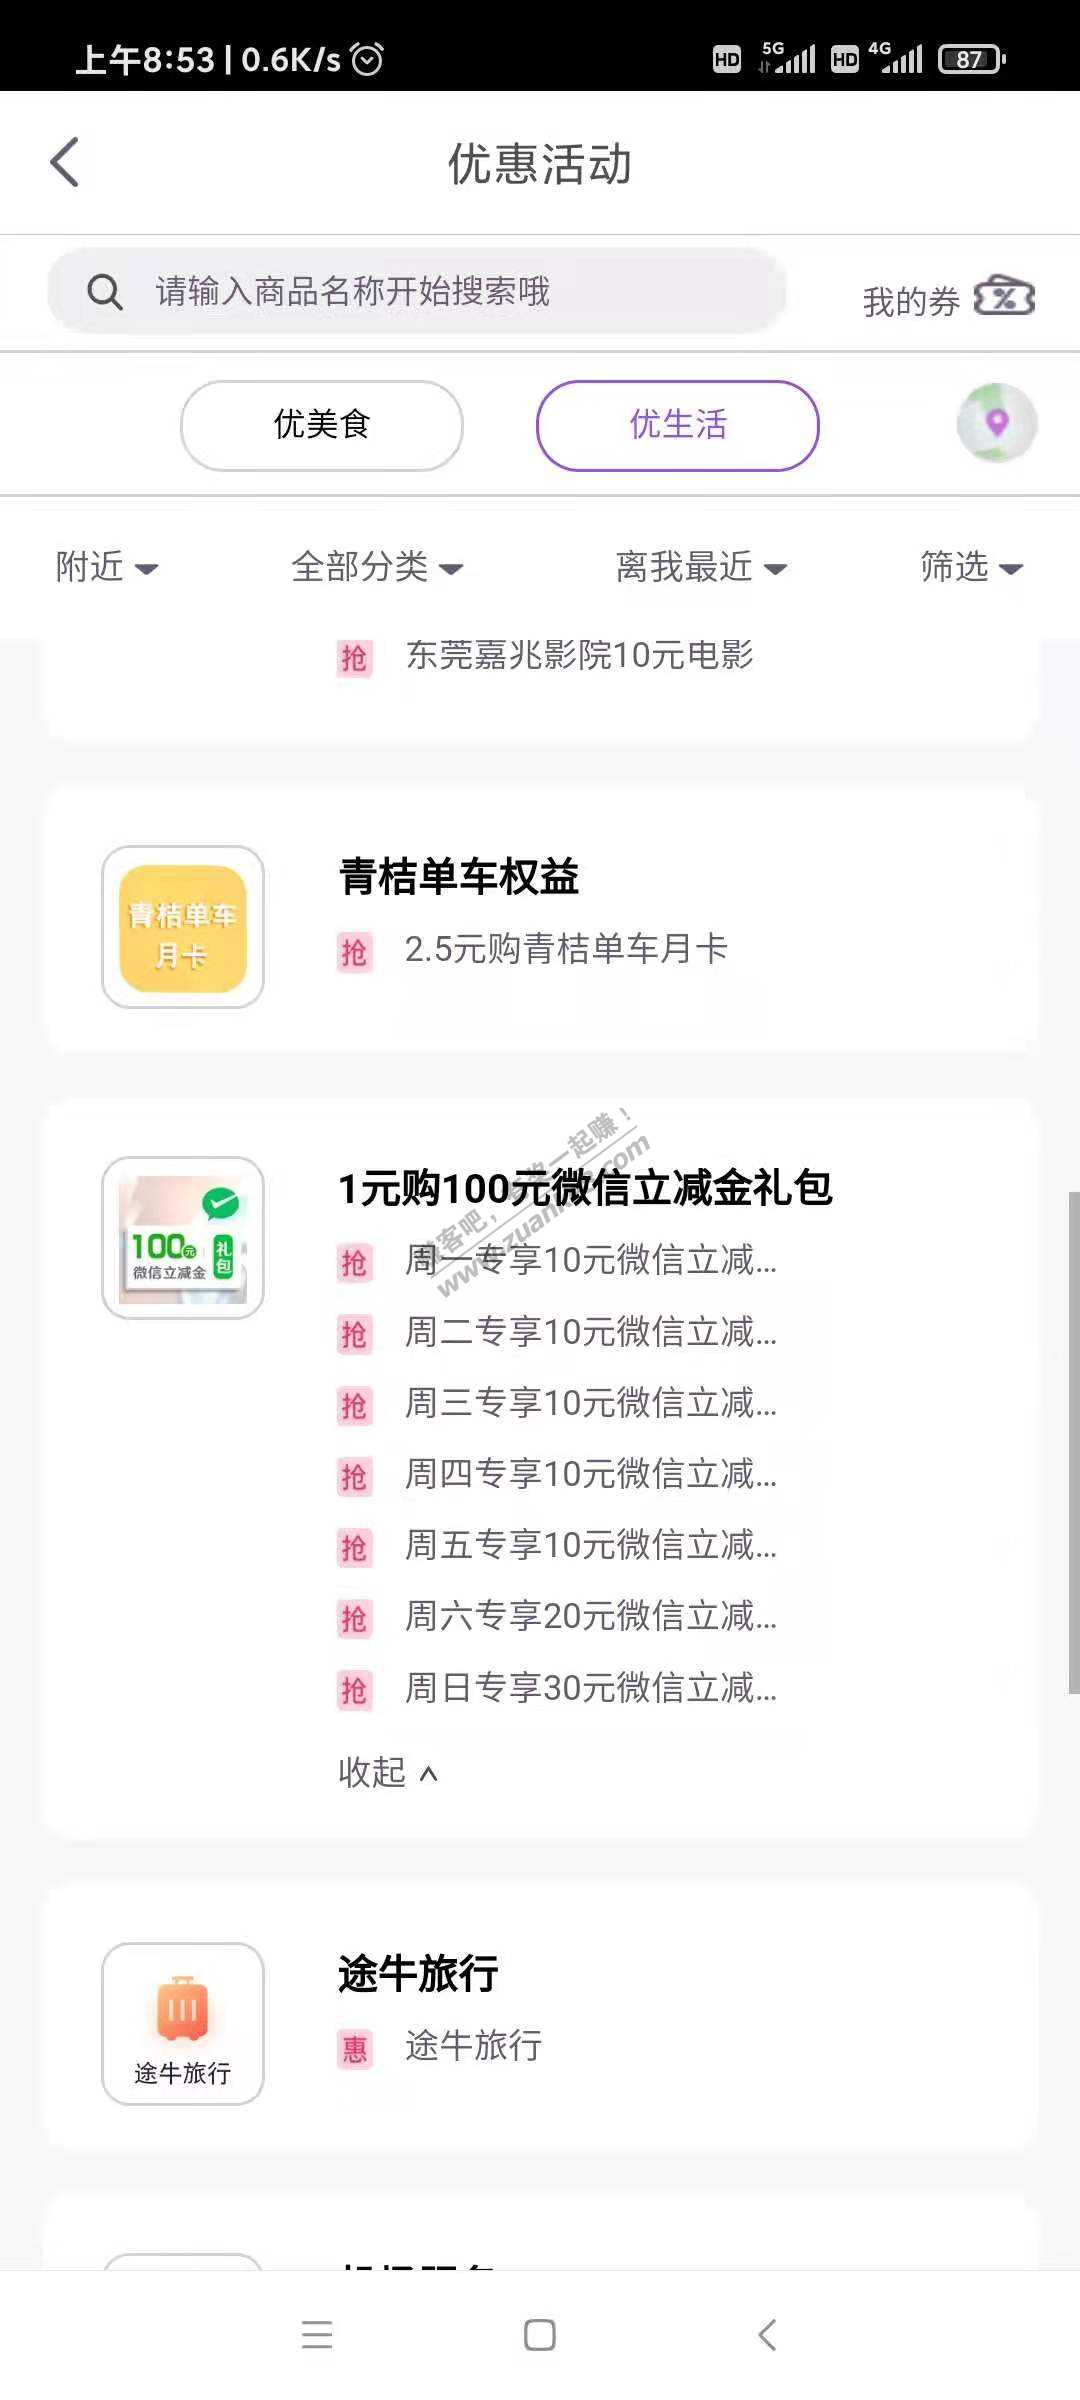 上午8:53 | 0.6K/s
HD 5G HD 4G 87
优惠活动
请输入商品名称开始搜索哦
我的券
优美食
优生活
附近
全部分类
离我最近
筛选
抢 东莞嘉兆影院10元电影
青桔单车
月卡
青桔单车权益
抢 2.5元购青桔单车月卡
100元
礼包
微信立减金
1元购100元微信立减金礼包
抢 周一专享10元微信立减...
抢 周二专享10元微信立减...
抢 周三专享10元微信立减...
抢 周四专享10元微信立减...
抢 周五专享10元微信立减...
抢 周六专享20元微信立减...
抢 周日专享30元微信立减...
收起
途牛旅行
途牛旅行
惠 途牛旅行